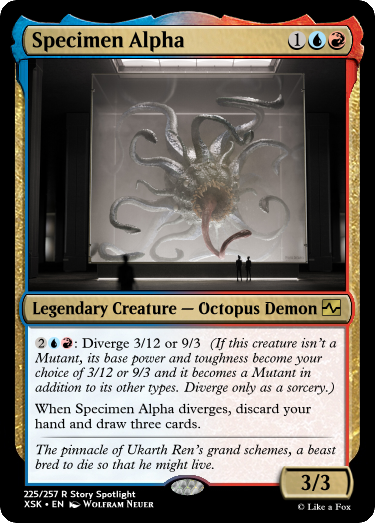 Specimen Alpha 1
Legendary Creature — Octopus Demon
2: Diverge 3/12 or 9/3 (If this creature isn't a
Mutant, its base power and toughness become your
choice of 3/12 or 9/3 and it becomes a Mutant in
addition to its other types. Diverge only as a sorcery.)
When Specimen Alpha diverges, discard your
hand and draw three cards.
The pinnacle of Ukarth Ren's grand schemes, a beast
bred to die so that he might live.
3/3
225/257 R Story Spotlight
XSK • EN Wolfram Neuer
© Like a Fox